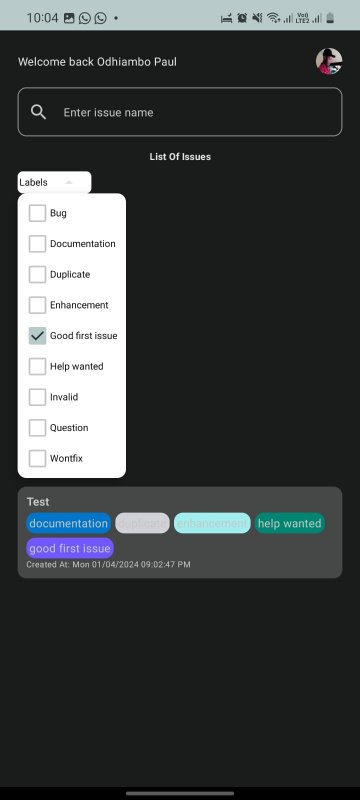 10:04
Vo))
LTE2
Welcome back Odhiambo Paul
Enter issue name
List Of Issues
Labels
Bug
Documentation
Duplicate
Enhancement
Good first issue
Help wanted
Invalid
Question
Wontfix
Test
documentation duplicate enhancement help wanted
good first issue
Created At: Mon 01/04/2024 09:02:47 PM